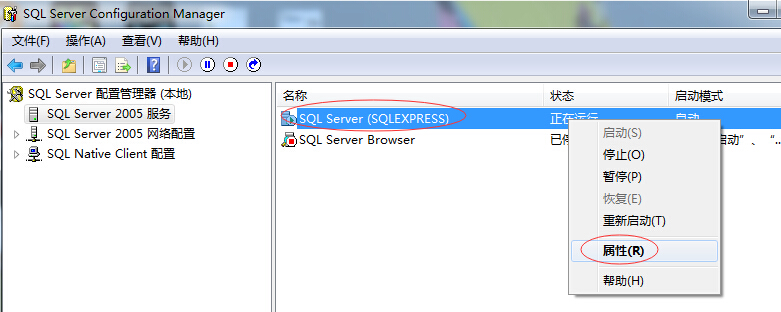 SQL Server Configuration Manager
文件(F) 操作(A) 查看(V) 帮助(H)
SQL Server 配置管理器 (本地)
SQL Server 2005 服务
SQL Server 2005 网络配置
SQL Native Client 配置
名称 状态 启动模式
SQL Server (SQLEXPRESS) 正在运行 自动
SQL Server Browser 已停 启动”、“...
启动(S)
停止(O)
暂停(P)
恢复(E)
重新启动(T)
属性(R)
帮助(H)